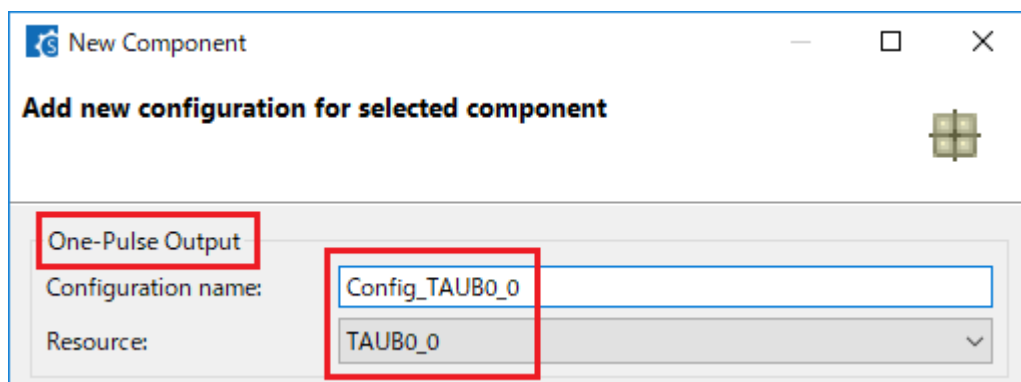 New Component
Add new configuration for selected component
One-Pulse Output
Configuration name: Config_TAUB0_0
Resource: TAUB0_0